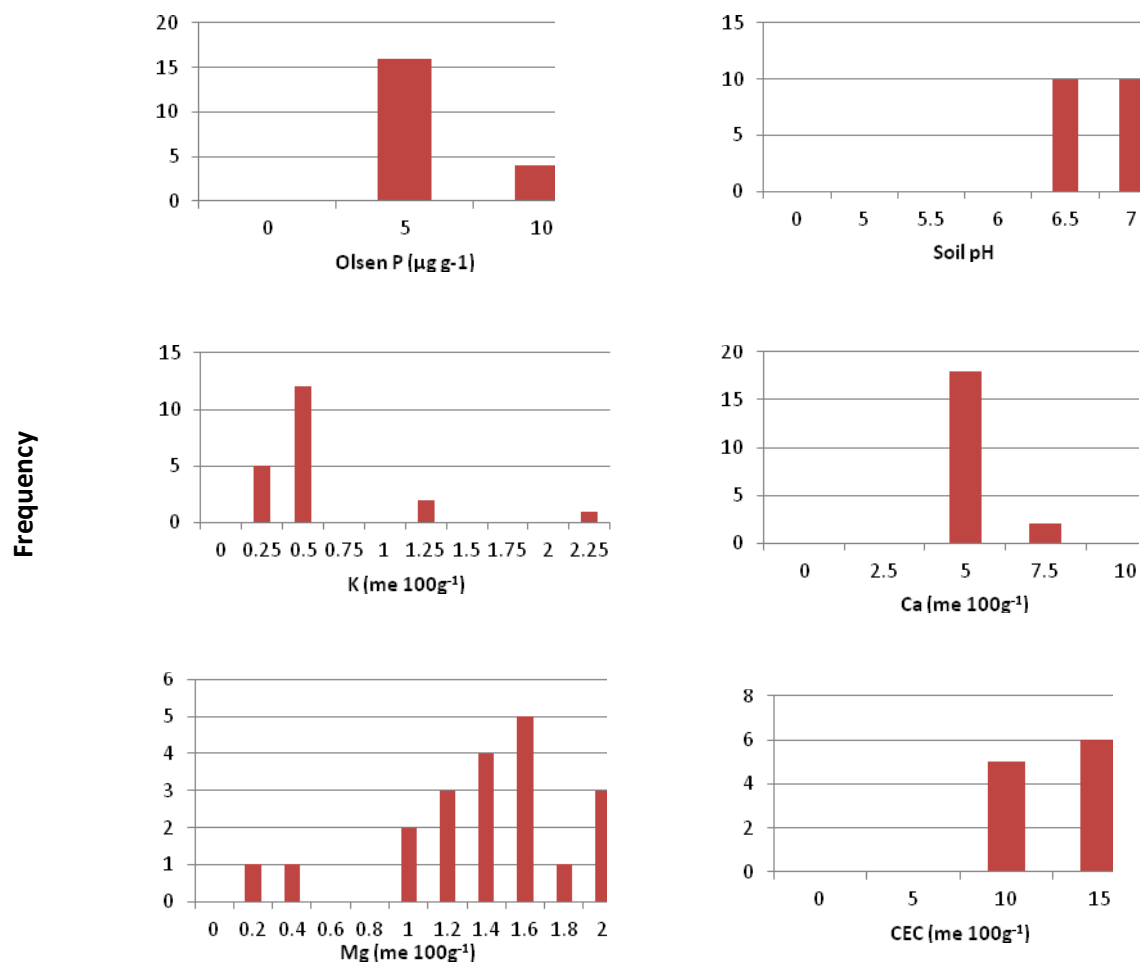 20
15
10
5
0
0 5 10
Olsen P (µg g-1)
15
10
5
0
0 5 5.5 6 6.5 7
Soil pH
Frequency
15
10
5
0
0 0.25 0.5 0.75 1 1.25 1.5 1.75 2 2.25
K (me 100g⁻¹)
20
15
10
5
0
0 2.5 5 7.5 10
Ca (me 100g⁻¹)
6
5
4
3
2
1
0
0 0.2 0.4 0.6 0.8 1 1.2 1.4 1.6 1.8 2
Mg (me 100g⁻¹)
8
6
4
2
0
0 5 10 15
CEC (me 100g⁻¹)